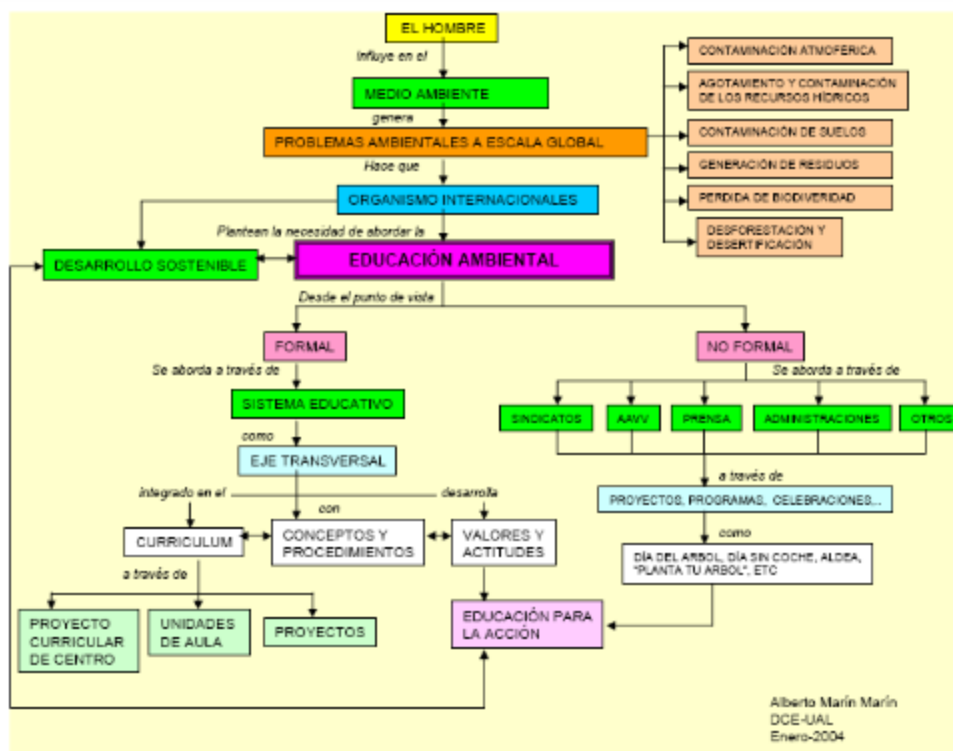 EL HOMBRE
Influye en el
MEDIO AMBIENTE
genera
PROBLEMAS AMBIENTALES A ESCALA GLOBAL
CONTAMINACIÓN ATMOFÉRICA
AGOTAMIENTO Y CONTAMINACIÓN
DE LOS RECURSOS HÍDRICOS
CONTAMINACIÓN DE SUELOS
GENERACIÓN DE RESIDUOS
PERDIDA DE BIODIVERIDAD
DESFORESTACIÓN Y
DESERTIFICACIÓN
Hace que
ORGANISMO INTERNACIONALES
Plantean la necesidad de abordar la
DESARROLLO SOSTENIBLE
EDUCACIÓN AMBIENTAL
Desde el punto de vista
FORMAL
NO FORMAL
Se aborda a través de
Se aborda a través de
SISTEMA EDUCATIVO
SINDICATOS
AAVV
PRENSA
ADMINISTRACIONES
OTROS
como
EJE TRANSVERSAL
a través de
integrado en el
desarrolla
PROYECTOS, PROGRAMAS, CELEBRACIONES,..
con
como
CURRICULUM
CONCEPTOS Y
PROCEDIMIENTOS
VALORES Y
ACTITUDES
DÍA DEL ARBOL, DÍA SIN COCHE, ALDEA,
"PLANTA TU ARBOL", ETC
a través de
PROYECTO
CURRICULAR
DE CENTRO
UNIDADES
DE AULA
PROYECTOS
EDUCACIÓN PARA
LA ACCIÓN
Alberto Marín Marín
DCE-UAL
Enero-2004